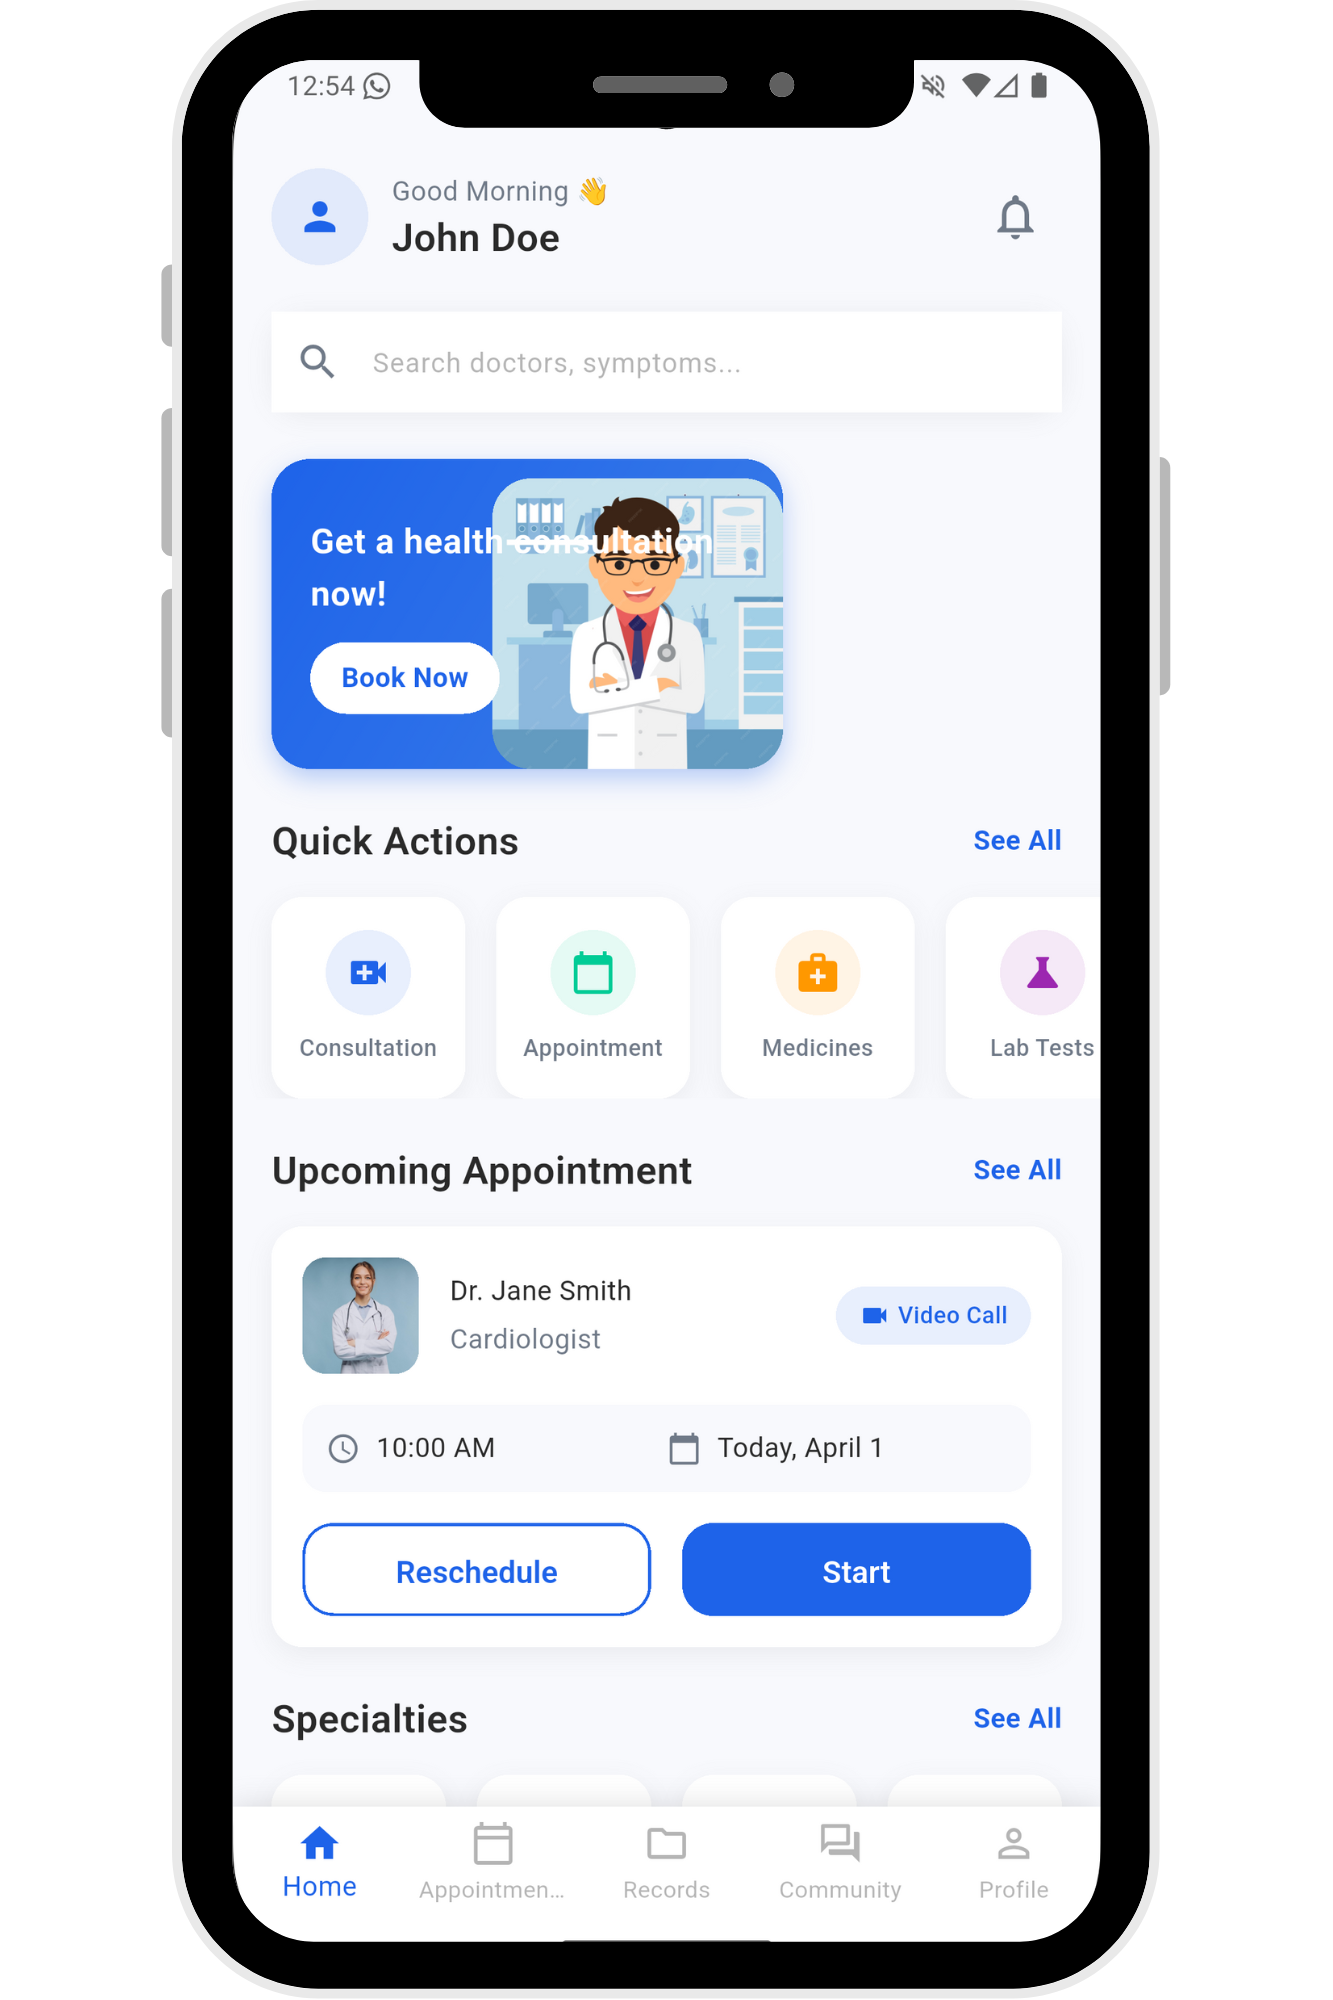 12:54
Good Morning 👋
John Doe
Search doctors, symptoms...
Get a health consultation
now!
Book Now
Quick Actions
See All
Consultation
Appointment
Medicines
Lab Tests
Upcoming Appointment
See All
Dr. Jane Smith
Cardiologist
Video Call
10:00 AM
Today, April 1
Reschedule
Start
Specialties
See All
Home
Appointmen...
Records
Community
Profile